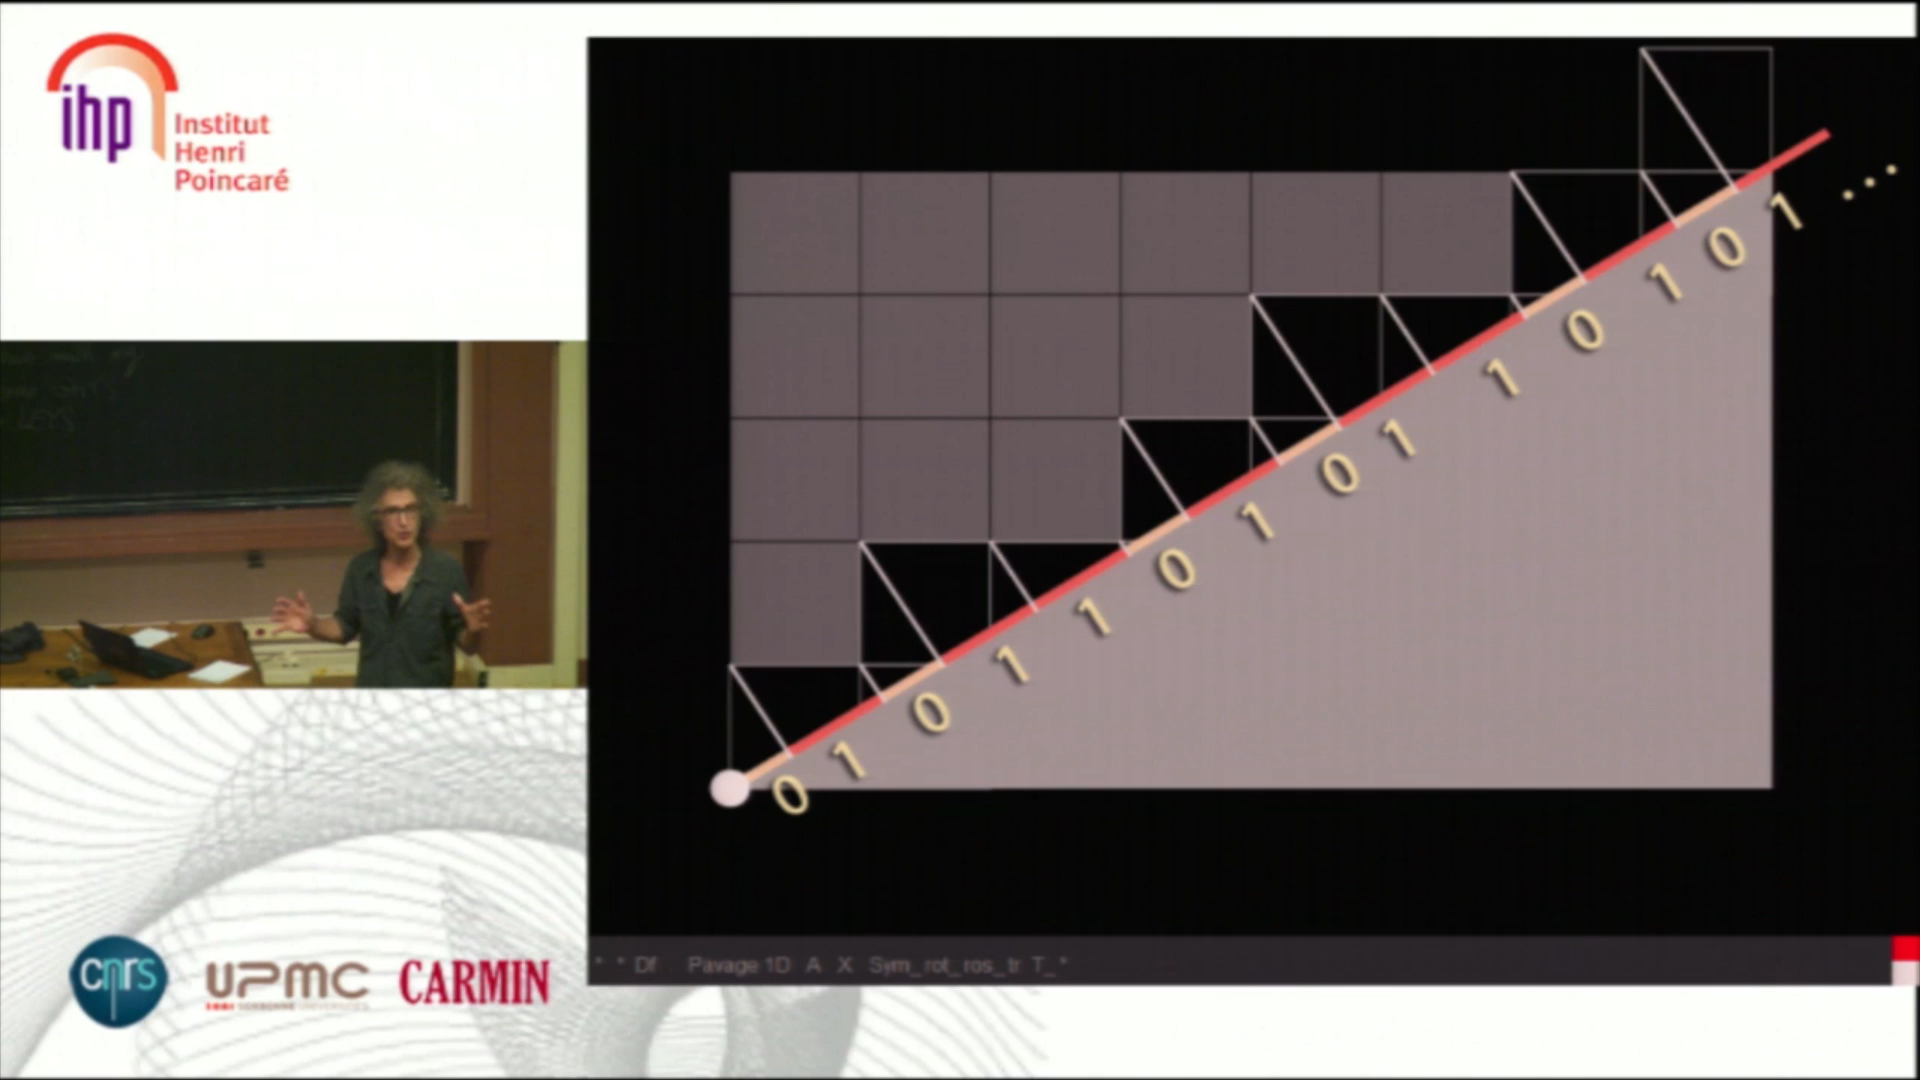 ihp
Institut
Henri
Poincaré
0 1 0 1 1 0 1 0 1 1 0 1 0 1 ...
cnrs
UPMC
CARMIN
Pavage 1D A X Sym_rot_ros_tr T_*